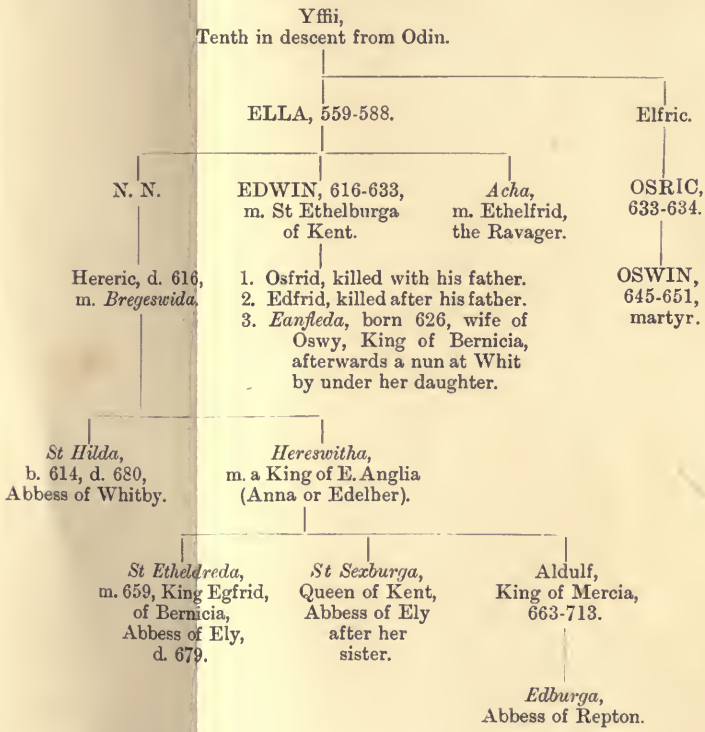 Yffii,
Tenth in descent from Odin.
ELLA, 559-588.
Elfric.
N. N.
EDWIN, 616-633,
m. St Ethelburga
of Kent.
Acha,
m. Ethelfrid,
the Ravager.
OSRIC,
633-634.
Hereric, d. 616,
m. Bregeswida.
1. Osfrid, killed with his father.
2. Edfrid, killed after his father.
3. Eanfleda, born 626, wife of
Oswy, King of Bernicia,
afterwards a nun at Whit
by under her daughter.
OSWIN,
645-651,
martyr.
St Hilda,
b. 614, d. 680,
Abbess of Whitby.
Hereswitha,
m. a King of E. Anglia
(Anna or Edelher).
St Etheldreda,
m. 659, King Egfrid,
of Bernicia,
Abbess of Ely,
d. 679.
St Sexburga,
Queen of Kent,
Abbess of Ely
after her
sister.
Aldulf,
King of Mercia,
663-713.
Edburga,
Abbess of Repton.